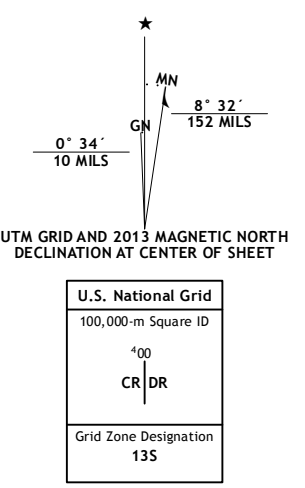 ★
MN
8° 32´
152 MILS
GN
0° 34´
10 MILS
UTM GRID AND 2013 MAGNETIC NORTH
DECLINATION AT CENTER OF SHEET
U.S. National Grid
100,000-m Square ID
⁴00
CR DR
Grid Zone Designation
13S